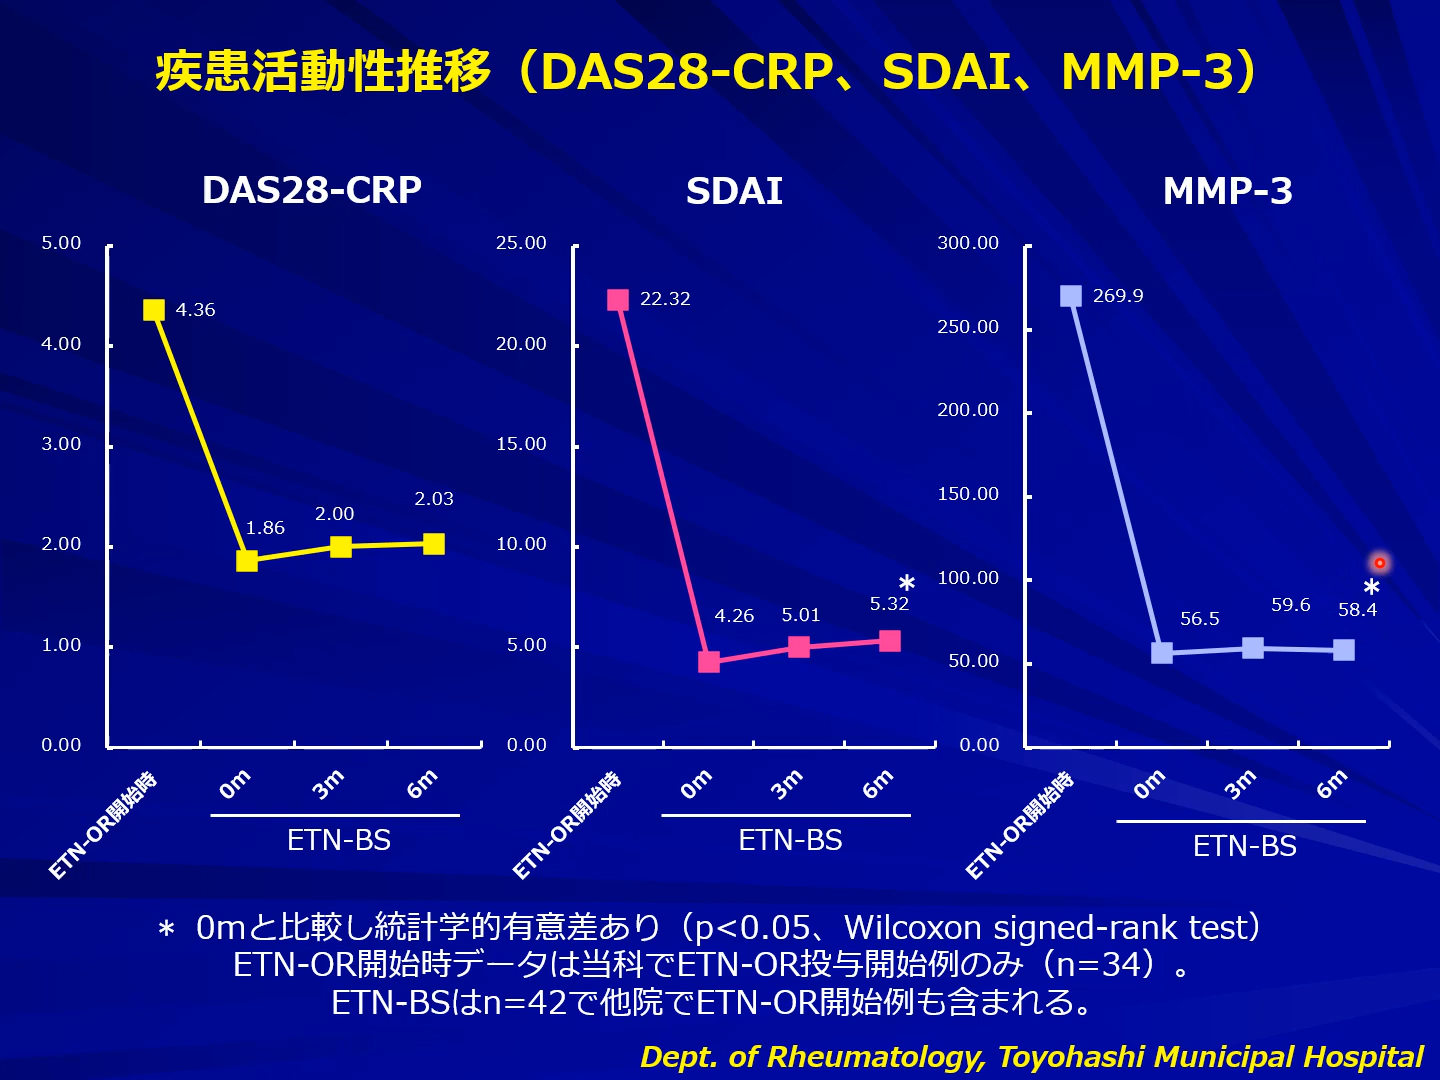 疾患活動性推移（DAS28-CRP、SDAI、MMP-3）
DAS28-CRP
5.00
4.00
3.00
2.00
1.00
0.00
4.36
1.86
2.00
2.03
ETN-OR開始時
0m
3m
6m
ETN-BS
SDAI
25.00
20.00
15.00
10.00
5.00
0.00
22.32
4.26
5.01
5.32
*
ETN-OR開始時
0m
3m
6m
ETN-BS
MMP-3
300.00
250.00
200.00
150.00
100.00
50.00
0.00
269.9
56.5
59.6
58.4
*
ETN-OR開始時
0m
3m
6m
ETN-BS
* 0mと比較し統計学的有意差あり（p<0.05、Wilcoxon signed-rank test）
ETN-OR開始時データは当科でETN-OR投与開始例のみ（n=34）。
ETN-BSはn=42で他院でETN-OR開始例も含まれる。
Dept. of Rheumatology, Toyohashi Municipal Hospital